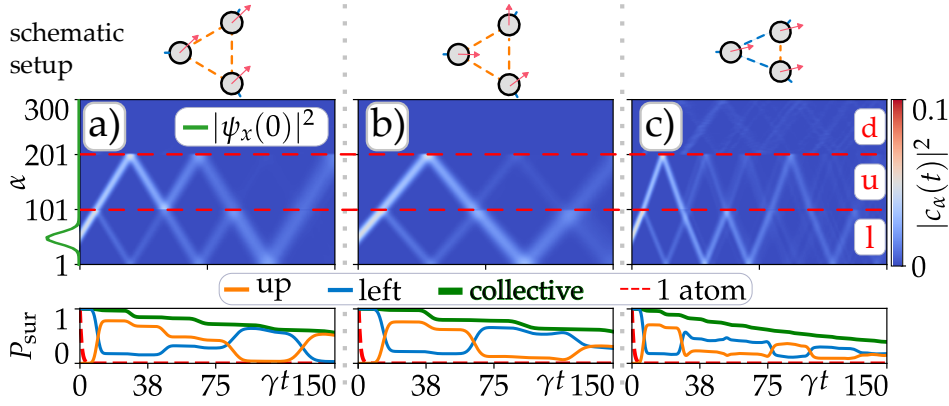 schematic
setup
300
201
101
1
α
a)
|ψₓ(0)|²
b)
c)
d
u
l
0.1
0
|c_α(t)|²
up
left
collective
1 atom
P_sur
1
0
0
38
75
γt
150
0
38
75
γt
150
0
38
75
γt
150